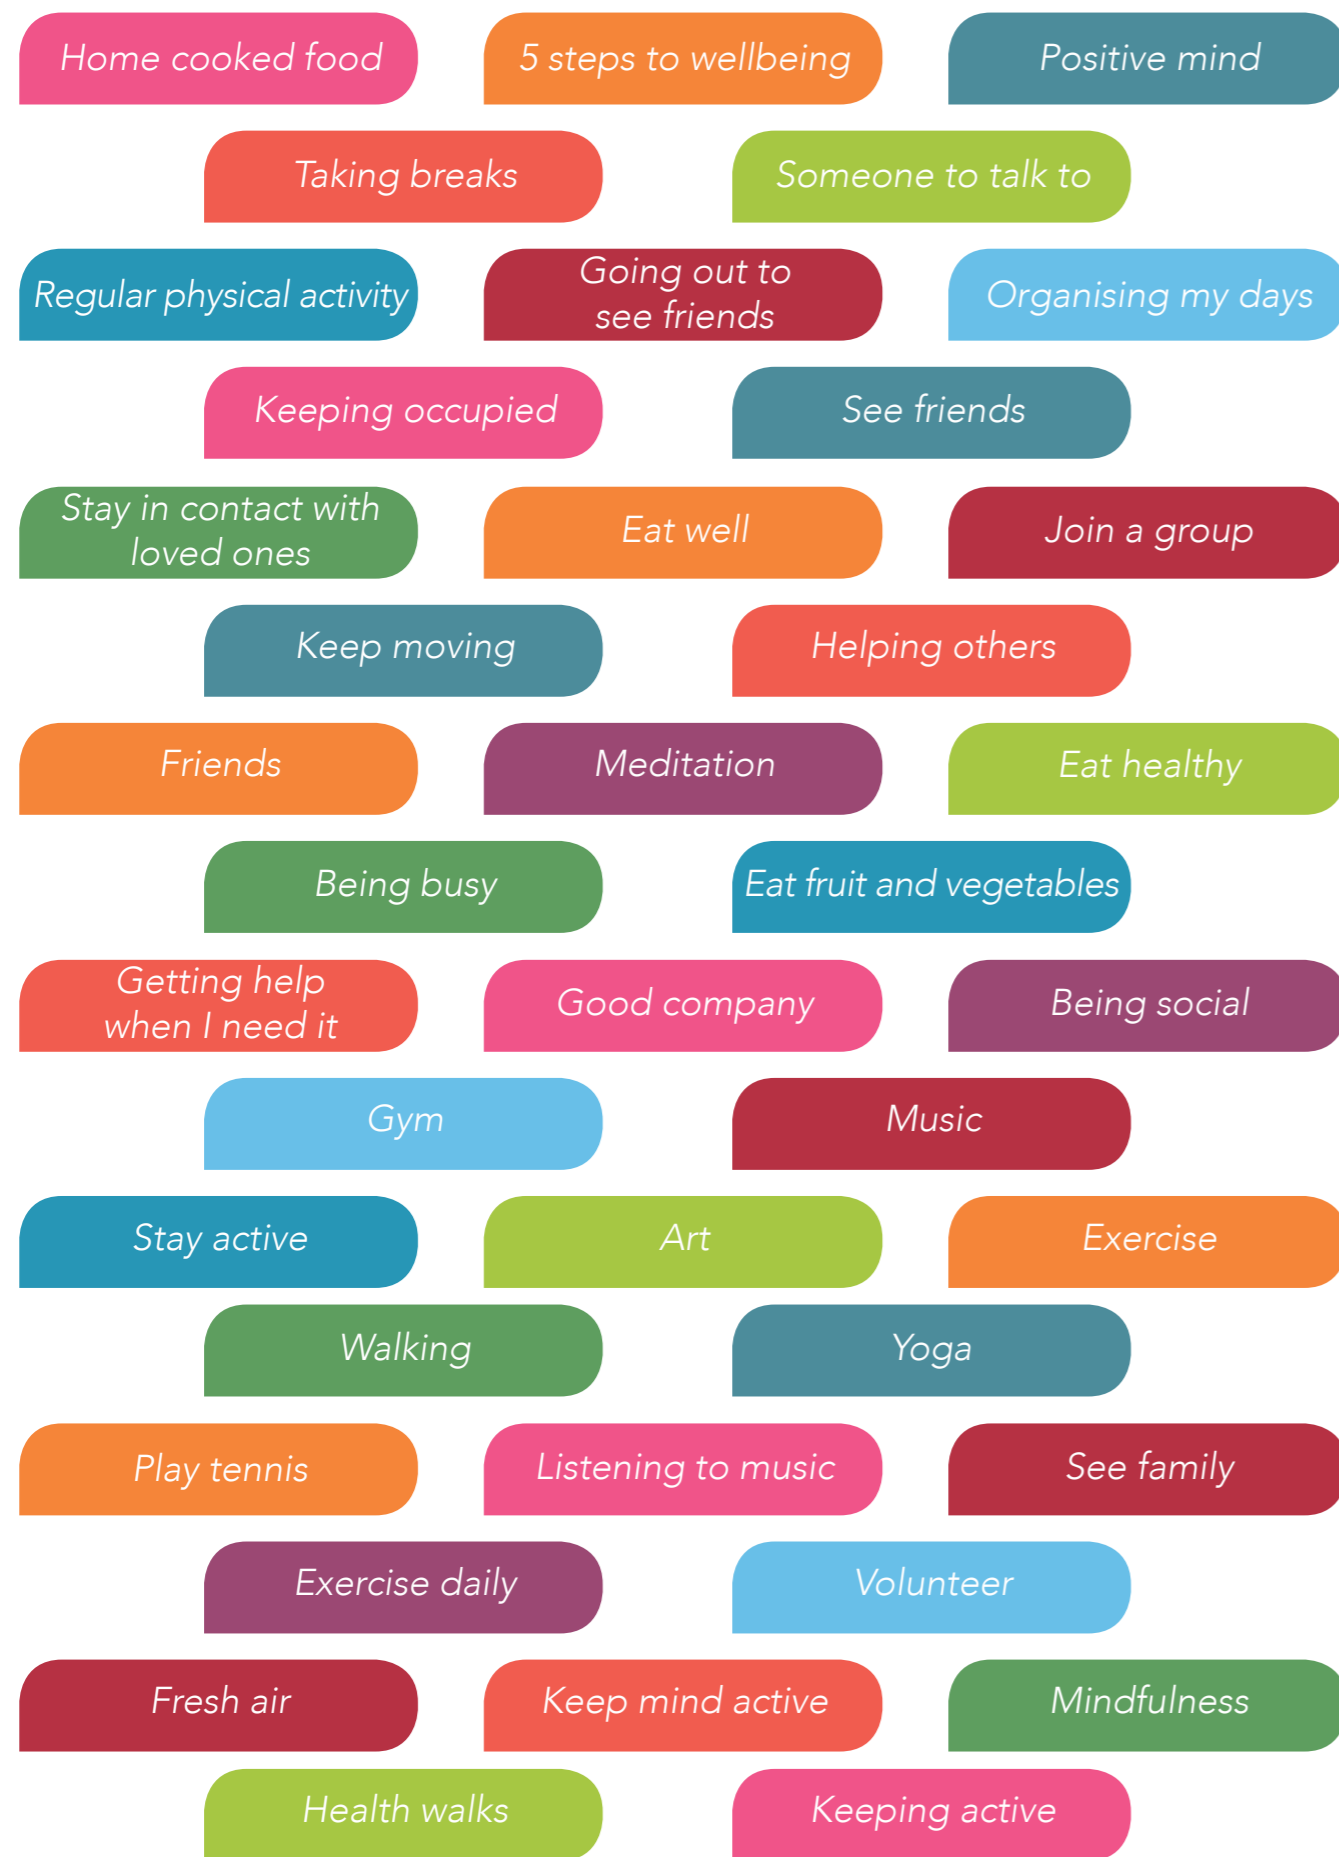 Home cooked food
5 steps to wellbeing
Positive mind
Taking breaks
Someone to talk to
Regular physical activity
Going out to
see friends
Organising my days
Keeping occupied
See friends
Stay in contact with
loved ones
Eat well
Join a group
Keep moving
Helping others
Friends
Meditation
Eat healthy
Being busy
Eat fruit and vegetables
Getting help
when I need it
Good company
Being social
Gym
Music
Stay active
Art
Exercise
Walking
Yoga
Play tennis
Listening to music
See family
Exercise daily
Volunteer
Fresh air
Keep mind active
Mindfulness
Health walks
Keeping active